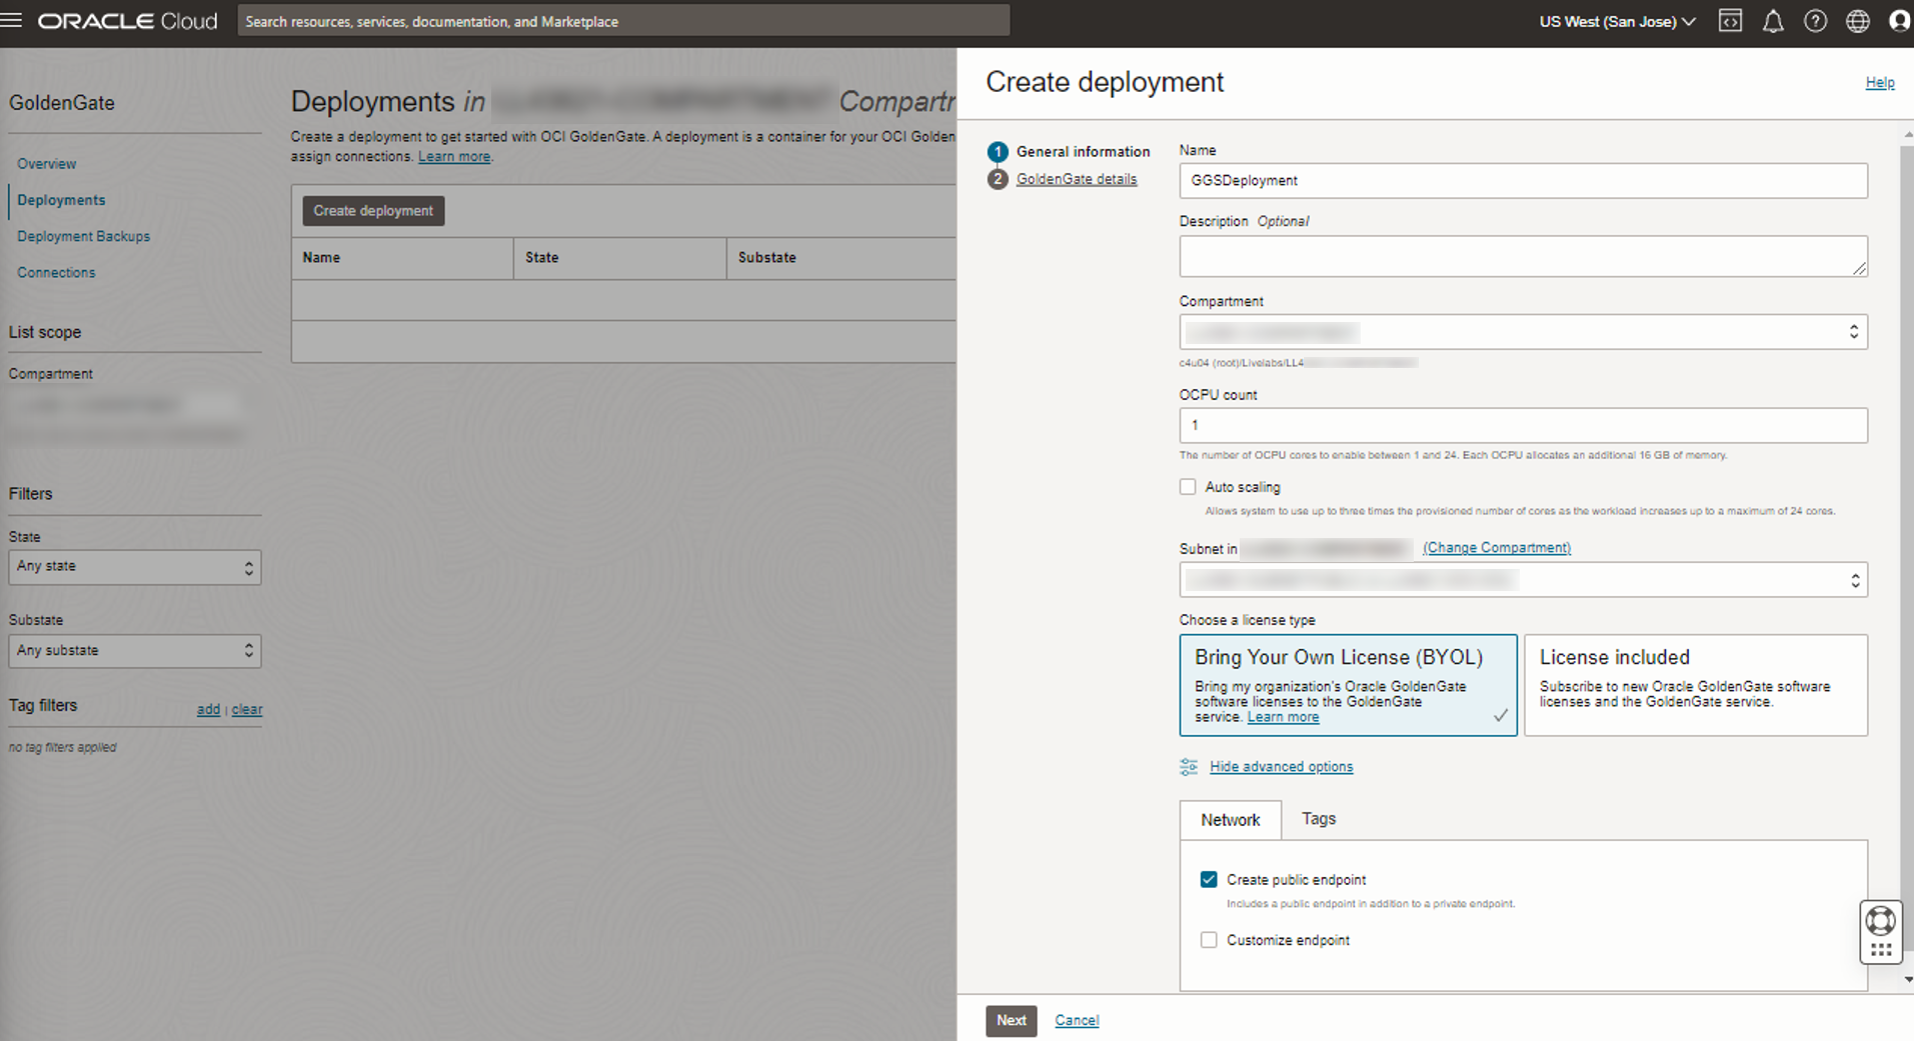 ORACLE Cloud
Search resources, services, documentation, and Marketplace
US West (San Jose)
GoldenGate
Overview
Deployments
Deployment Backups
Connections
List scope
Compartment
Filters
State
Any state
Substate
Any substate
Tag filters
add | clear
no tag filters applied
Deployments in Compartr
Create a deployment to get started with OCI GoldenGate. A deployment is a container for your OCI Golden
assign connections. Learn more.
Create deployment
Name State Substate
Create deployment
Help
1 General information
2 GoldenGate details
Name
GGSDeployment
Description Optional
Compartment
c4u04 (root)/Livelabs/LL4
OCPU count
1
The number of OCPU cores to enable between 1 and 24. Each OCPU allocates an additional 16 GB of memory.
Auto scaling
Allows system to use up to three times the provisioned number of cores as the workload increases up to a maximum of 24 cores.
Subnet in (Change Compartment)
Choose a license type
Bring Your Own License (BYOL)
Bring my organization's Oracle GoldenGate
software licenses to the GoldenGate
service. Learn more
License included
Subscribe to new Oracle GoldenGate software
licenses and the GoldenGate service.
Hide advanced options
Network Tags
Create public endpoint
Includes a public endpoint in addition to a private endpoint.
Customize endpoint
Next Cancel